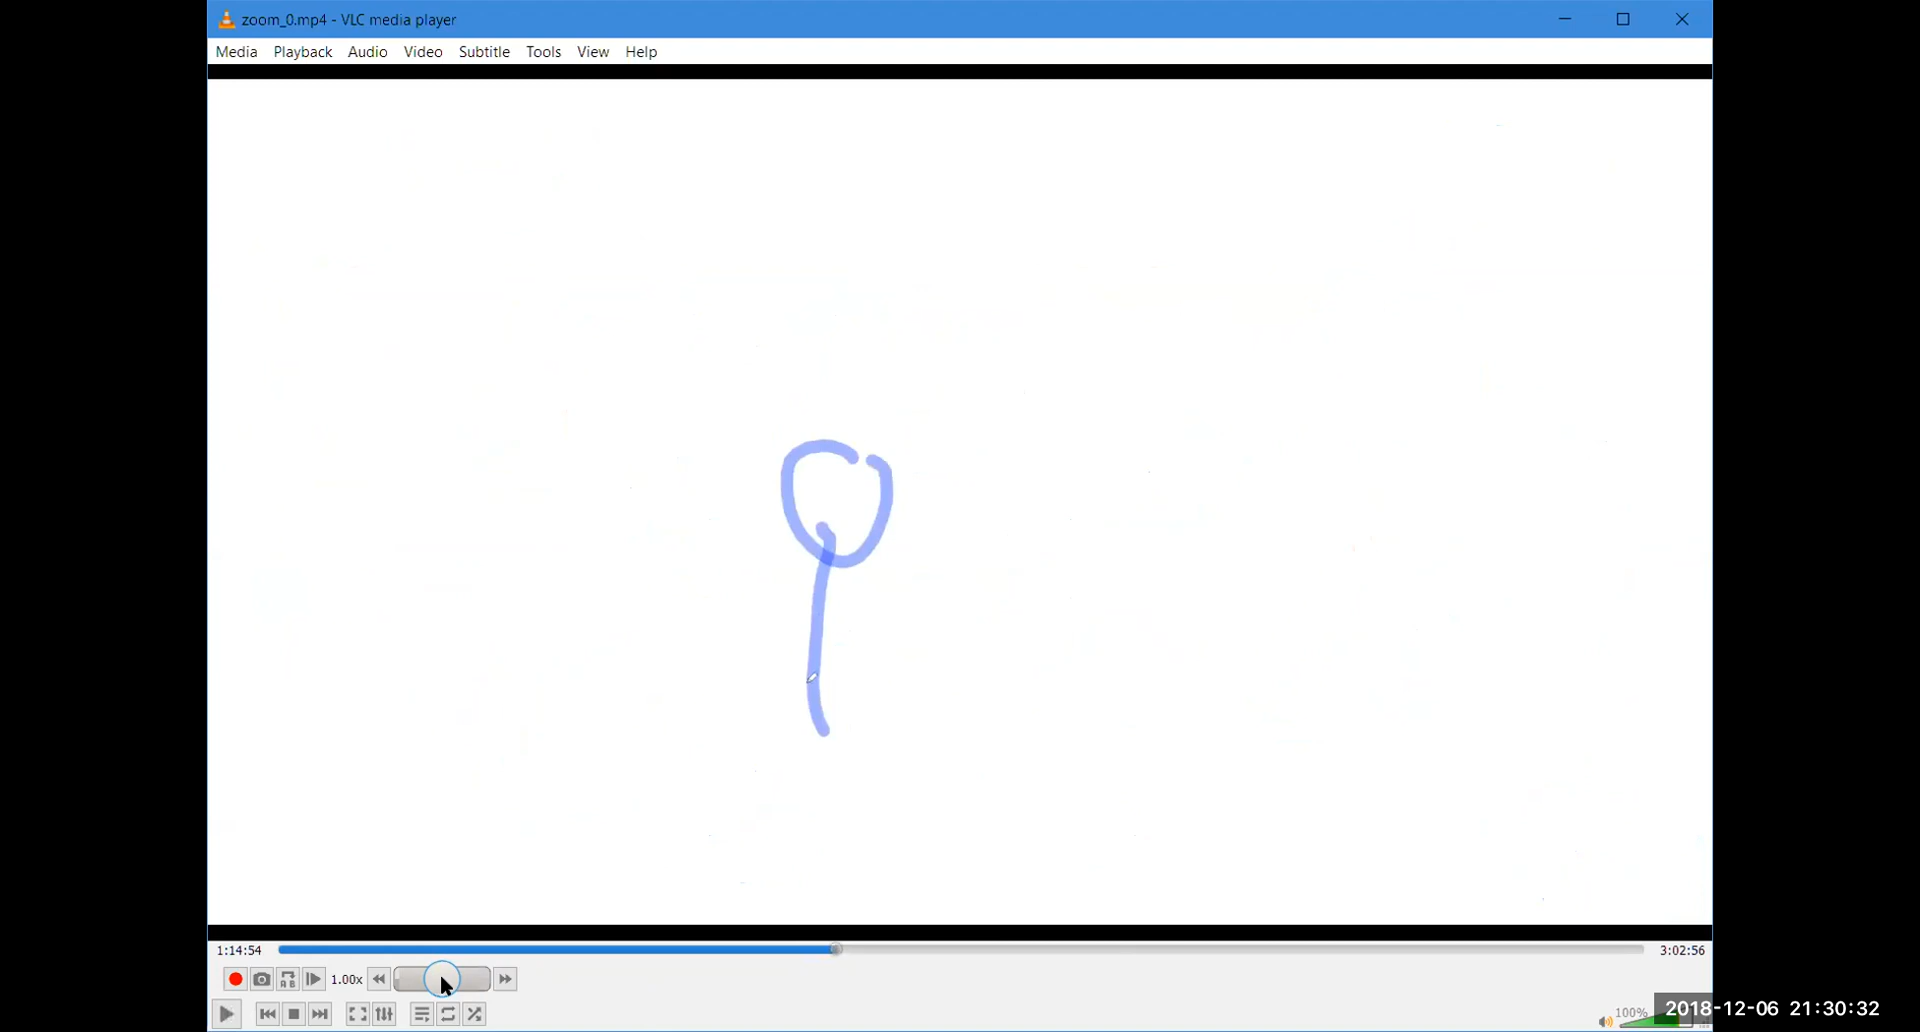 zoom_0.mp4 - VLC media player
Media Playback Audio Video Subtitle Tools View Help
1:14:54 3:02:56
1.00x
100%
2018-12-06 21:30:32